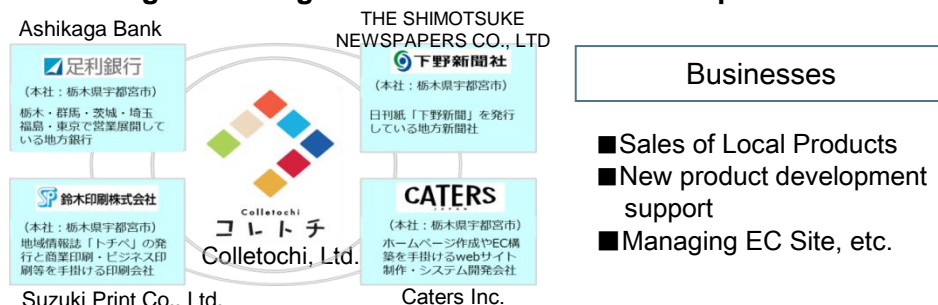 Ashikaga Bank
THE SHIMOTSUKE
NEWSPAPERS CO., LTD
足利銀行
(本社：栃木県宇都宮市)
栃木・群馬・茨城・埼玉
福島・東京で営業展開して
いる地方銀行
下野新聞社
(本社：栃木県宇都宮市)
日刊紙「下野新聞」を発行
している地方新聞社
SP 鈴木印刷株式会社
(本社：栃木県宇都宮市)
地域情報誌「トチペ」の発
行と商業印刷・ビジネス印
刷等を手掛ける印刷会社
Suzuki Print Co., Ltd.
Colletochi
コレトチ
Colletochi, Ltd.
CATERS
JAPAN
(本社：栃木県宇都宮市)
ホームページ作成やEC構
築を手掛けるwebサイト
制作・システム開発会社
Caters Inc.
Businesses
■Sales of Local Products
■New product development
support
■Managing EC Site, etc.